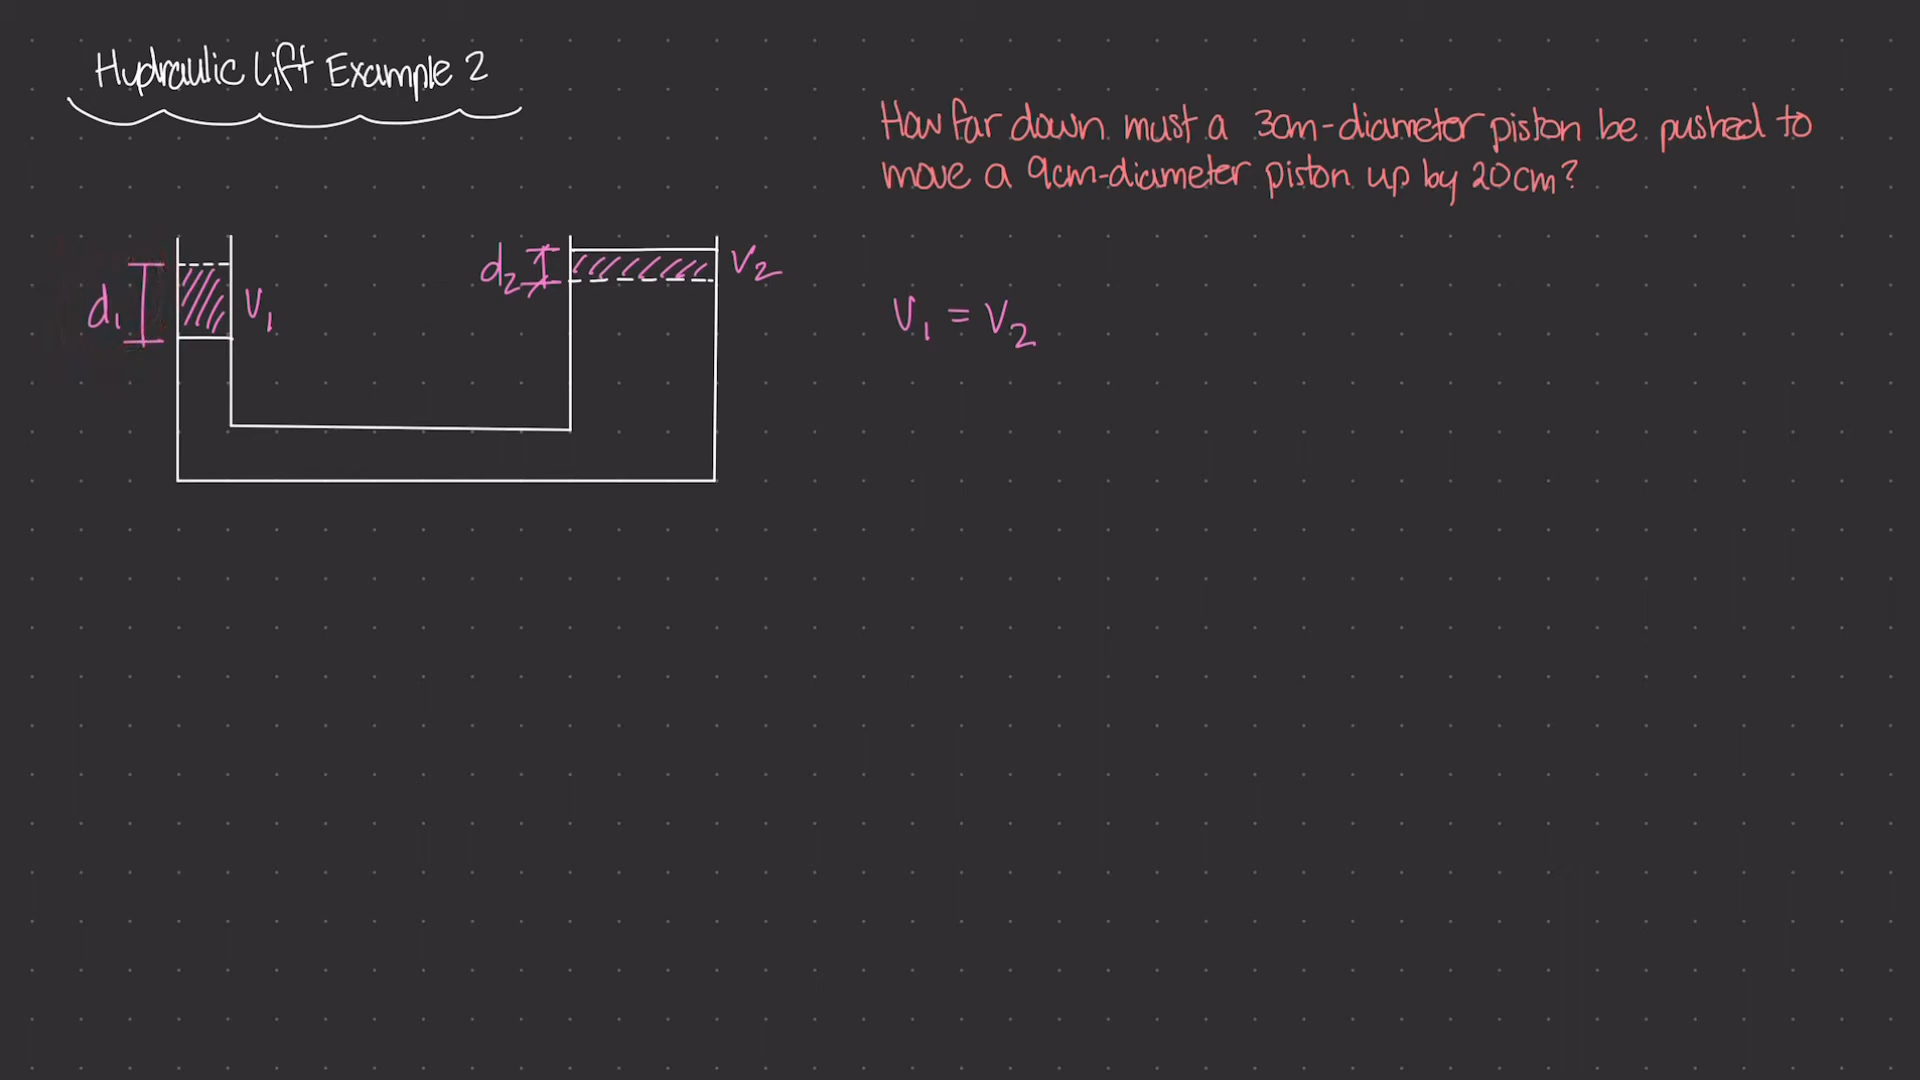 Hydraulic Lift Example 2
How far down must a 3cm-diameter piston be pushed to
move a 9cm-diameter piston up by 20cm?
d₁ V₁ d₂ V₂
V₁ = V₂